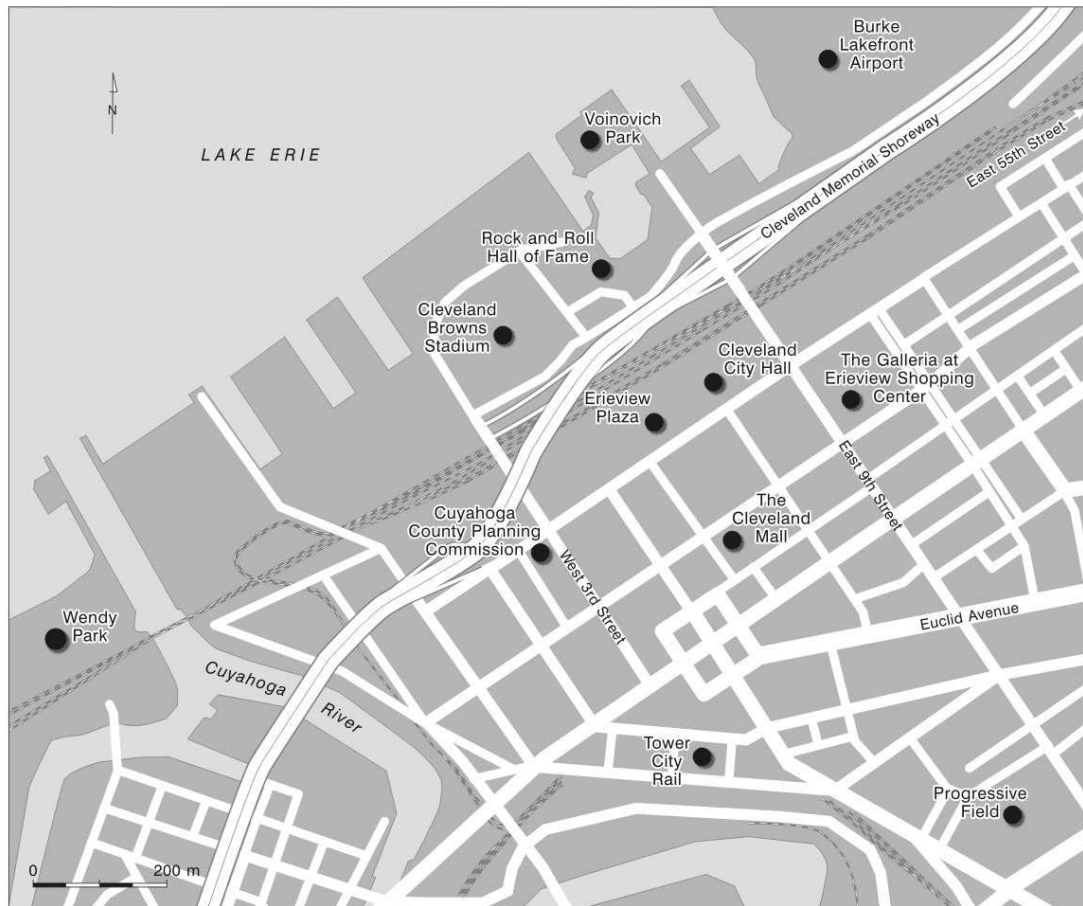 Burke
Lakefront
Airport
N
Voinovich
Park
LAKE ERIE
East 55th Street
Cleveland Memorial Shoreway
Rock and Roll
Hall of Fame
Cleveland
Browns
Stadium
Cleveland
City Hall
The Galleria at
Erieview Shopping
Center
Erieview
Plaza
East 9th Street
The
Cleveland
Mall
Cuyahoga
County Planning
Commission
West 3rd Street
Wendy
Park
Euclid Avenue
Cuyahoga
River
Tower
City
Rail
Progressive
Field
0 200 m